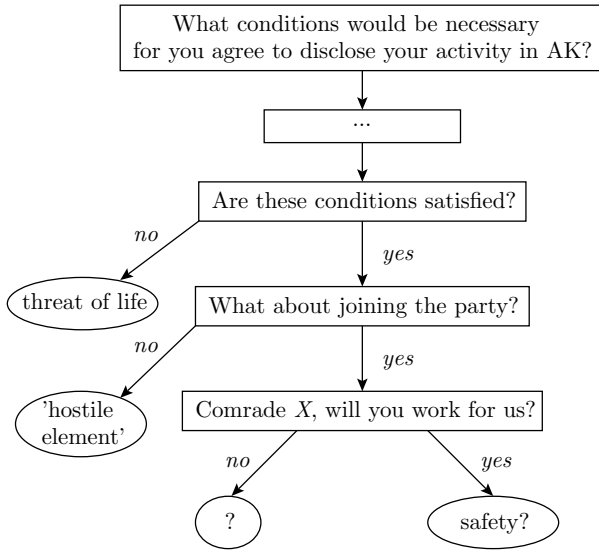 What conditions would be necessary
for you agree to disclose your activity in AK?
...
Are these conditions satisfied?
no
yes
threat of life
What about joining the party?
no
yes
'hostile
element'
Comrade X, will you work for us?
no
yes
?
safety?